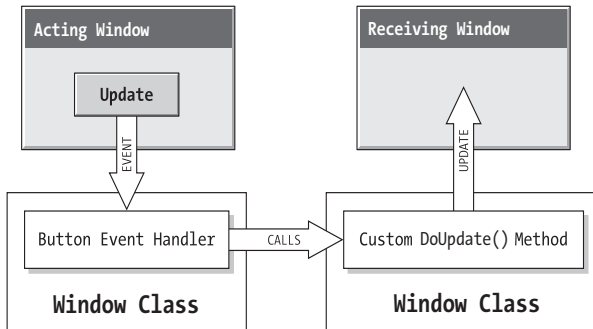 Acting Window
Receiving Window
Update
EVENT
UPDATE
Button Event Handler
CALLS
Custom DoUpdate() Method
Window Class
Window Class